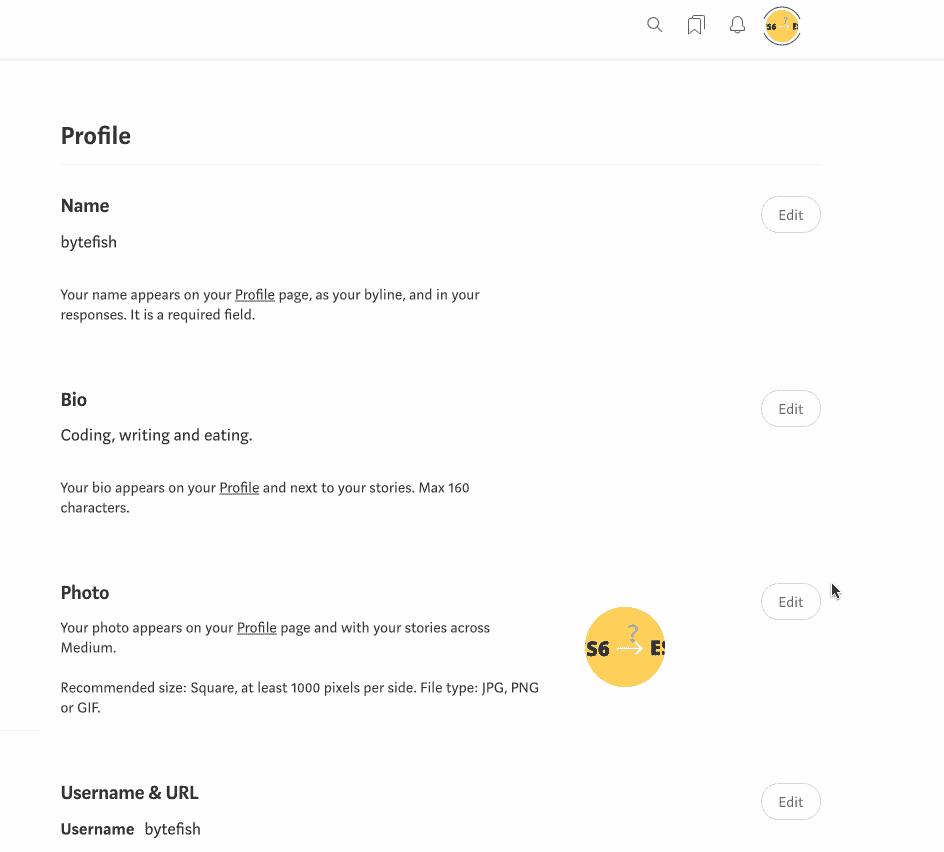 S6 ? E
Profile
Name
Edit
bytefish
Your name appears on your Profile page, as your byline, and in your
responses. It is a required field.
Bio
Edit
Coding, writing and eating.
Your bio appears on your Profile and next to your stories. Max 160
characters.
Photo
Edit
Your photo appears on your Profile page and with your stories across
Medium.
S6 ? → ES
Recommended size: Square, at least 1000 pixels per side. File type: JPG, PNG
or GIF.
Username & URL
Edit
Username bytefish